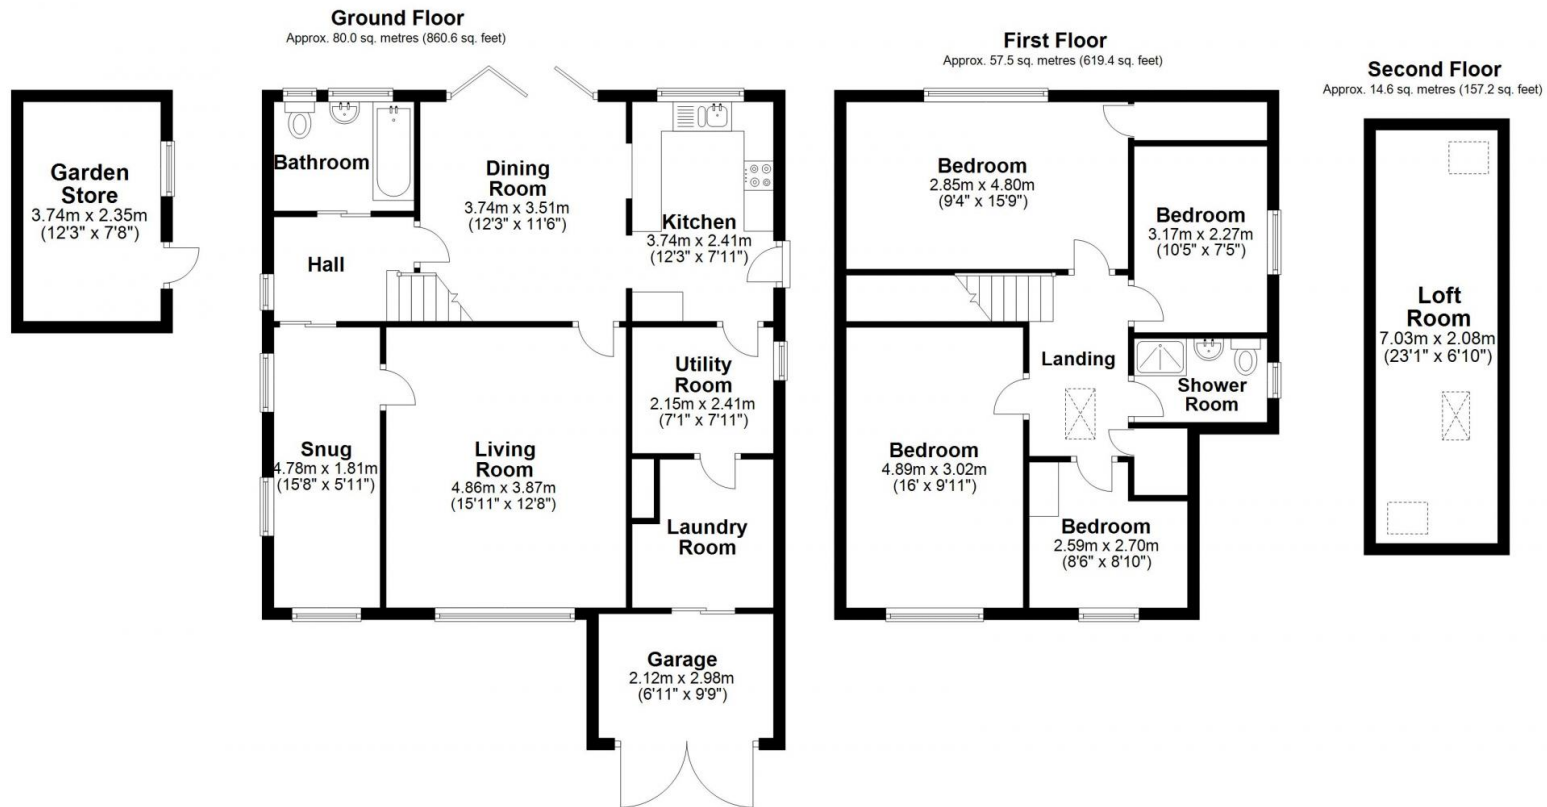 Ground Floor
Approx. 80.0 sq. metres (860.6 sq. feet)
Garden
Store
3.74m x 2.35m
(12'3" x 7'8")
Bathroom
Dining
Room
3.74m x 3.51m
(12'3" x 11'6")
Kitchen
3.74m x 2.41m
(12'3" x 7'11")
Hall
Utility
Room
2.15m x 2.41m
(7'1" x 7'11")
Snug
4.78m x 1.81m
(15'8" x 5'11")
Living
Room
4.86m x 3.87m
(15'11" x 12'8")
Laundry
Room
Garage
2.12m x 2.98m
(6'11" x 9'9")
First Floor
Approx. 57.5 sq. metres (619.4 sq. feet)
Bedroom
2.85m x 4.80m
(9'4" x 15'9")
Bedroom
3.17m x 2.27m
(10'5" x 7'5")
Landing
Shower
Room
Bedroom
4.89m x 3.02m
(16' x 9'11")
Bedroom
2.59m x 2.70m
(8'6" x 8'10")
Second Floor
Approx. 14.6 sq. metres (157.2 sq. feet)
Loft
Room
7.03m x 2.08m
(23'1" x 6'10")